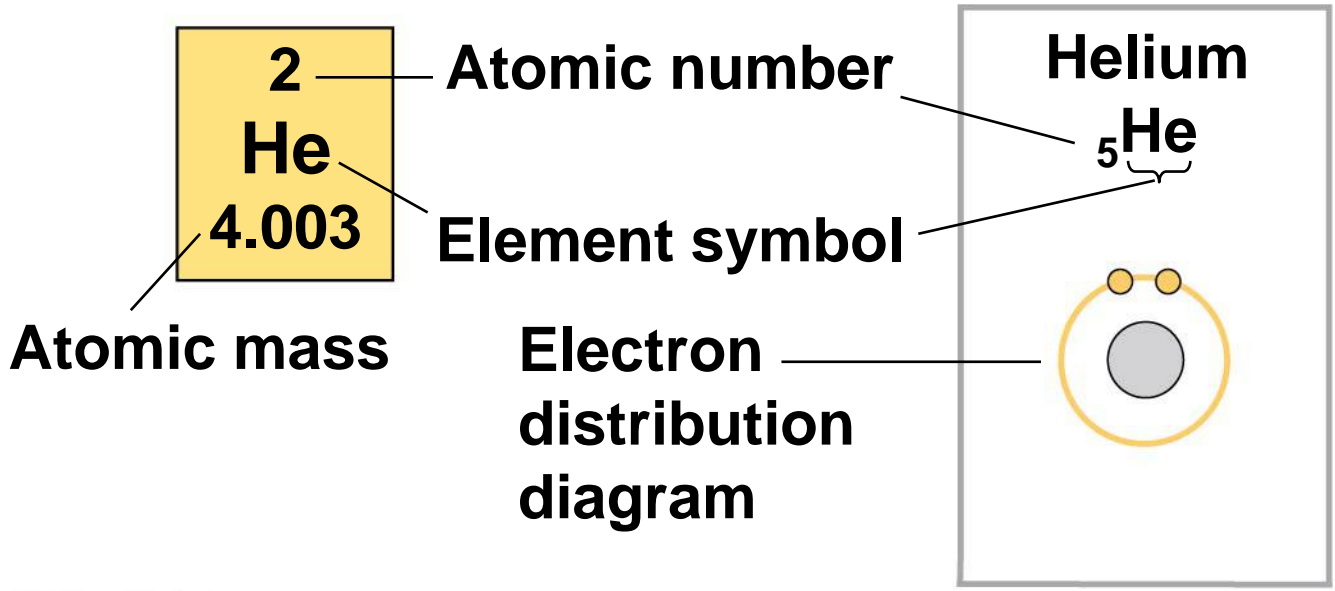 2
He
4.003
Atomic number
Element symbol
Atomic mass
Electron
distribution
diagram
Helium
5He